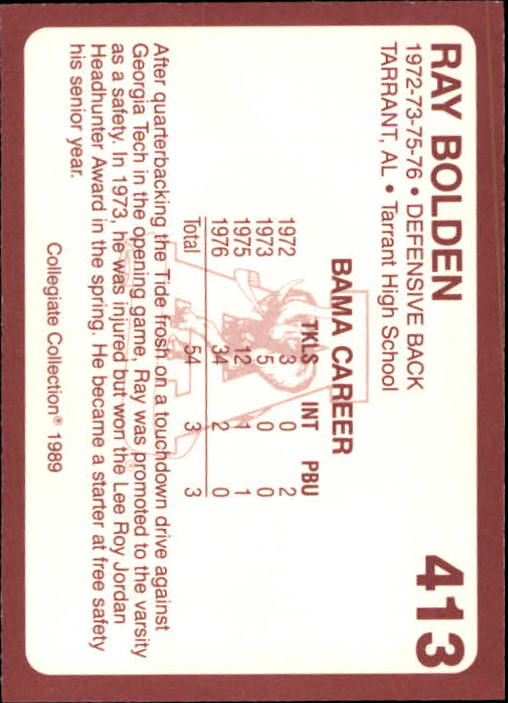 RAY BOLDEN 413
1972-73-75-76 • DEFENSIVE BACK
TARRANT, AL • Tarrant High School
BAMA CAREER
TKLS INT PBU
1972 3 0 2
1973 5 0 0
1975 12 1 1
1976 34 2 0
Total 54 3 3
After quarterbacking the Tide frosh on a touchdown drive against
Georgia Tech in the opening game, Ray was promoted to the varsity
as a safety. In 1973, he was injured but won the Lee Roy Jordan
Headhunter Award in the spring. He became a starter at free safety
his senior year.
Collegiate Collection® 1989